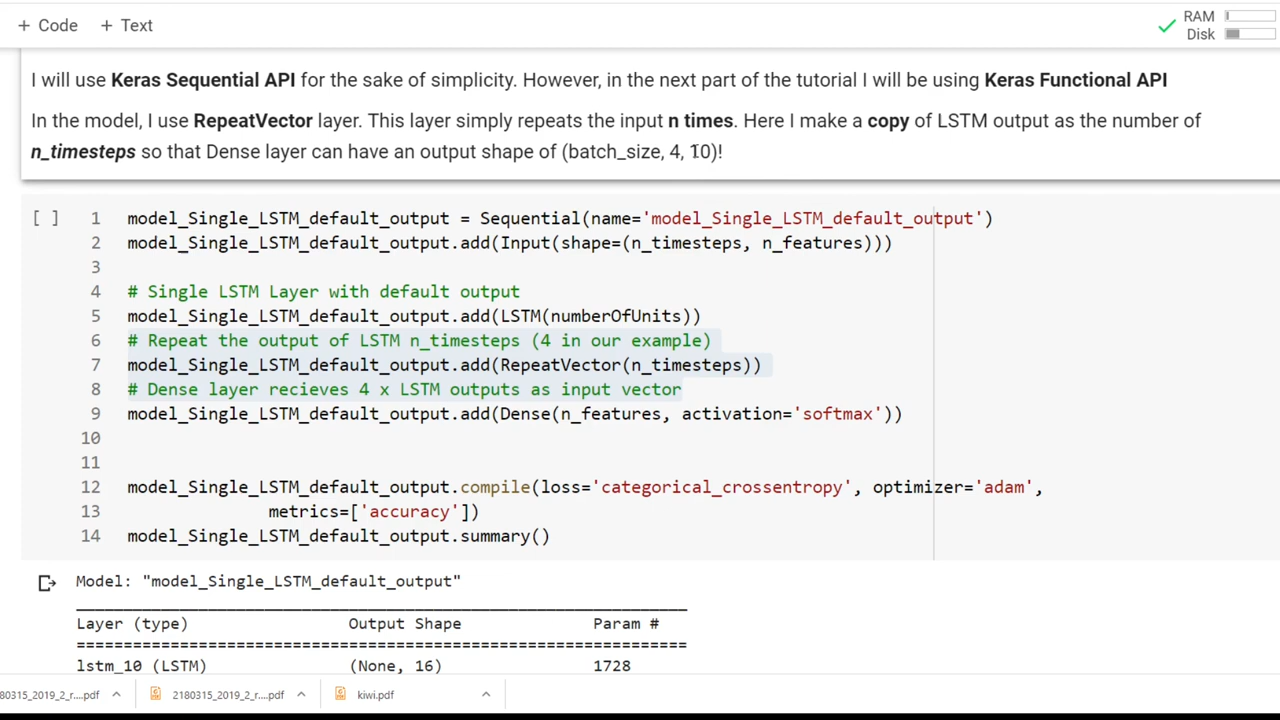 + Code + Text
RAM
Disk
I will use Keras Sequential API for the sake of simplicity. However, in the next part of the tutorial I will be using Keras Functional API
In the model, I use RepeatVector layer. This layer simply repeats the input n times. Here I make a copy of LSTM output as the number of
n_timesteps so that Dense layer can have an output shape of (batch_size, 4, 10)!
[ ] 1 model_Single_LSTM_default_output = Sequential(name='model_Single_LSTM_default_output')
2 model_Single_LSTM_default_output.add(Input(shape=(n_timesteps, n_features)))
3
4 # Single LSTM Layer with default output
5 model_Single_LSTM_default_output.add(LSTM(numberOfUnits))
6 # Repeat the output of LSTM n_timesteps (4 in our example)
7 model_Single_LSTM_default_output.add(RepeatVector(n_timesteps))
8 # Dense layer recieves 4 x LSTM outputs as input vector
9 model_Single_LSTM_default_output.add(Dense(n_features, activation='softmax'))
10
11
12 model_Single_LSTM_default_output.compile(loss='categorical_crossentropy', optimizer='adam',
13 metrics=['accuracy'])
14 model_Single_LSTM_default_output.summary()
Model: "model_Single_LSTM_default_output"
Layer (type) Output Shape Param #
lstm_10 (LSTM) (None, 16) 1728
80315_2019_2_r....pdf 2180315_2019_2_r....pdf kiwi.pdf